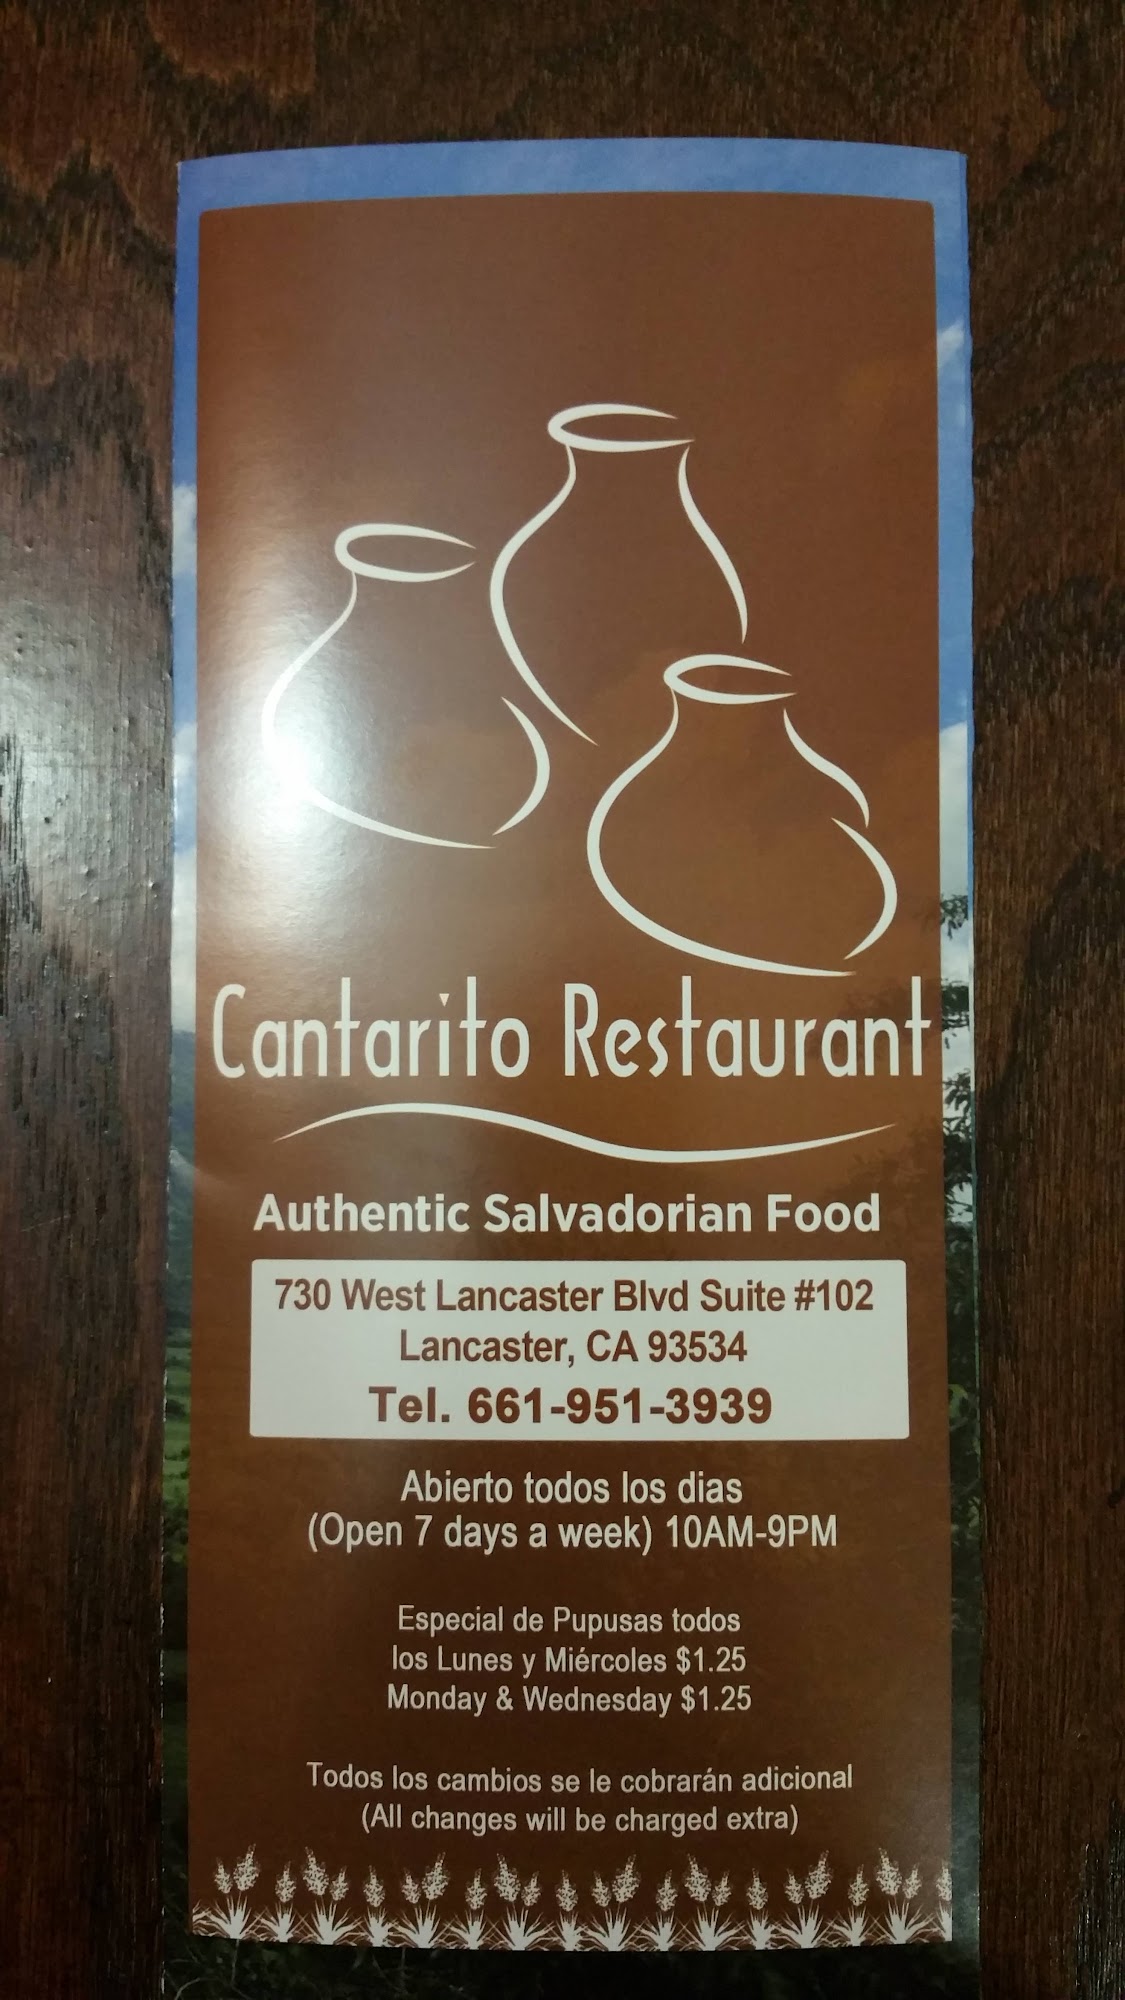 Cantarito Restaurant
Authentic Salvadorian Food
730 West Lancaster Blvd Suite #102
Lancaster, CA 93534
Tel. 661-951-3939
Abierto todos los dias
(Open 7 days a week) 10AM-9PM
Especial de Pupusas todos
los Lunes y Miércoles $1.25
Monday & Wednesday $1.25
Todos los cambios se le cobrarán adicional
(All changes will be charged extra)